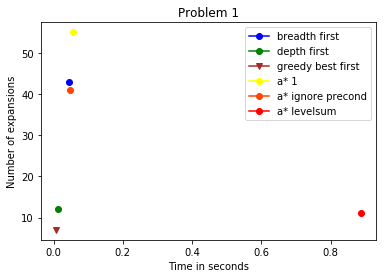 Problem 1
breadth first
depth first
greedy best first
a* 1
a* ignore precond
a* levelsum
Number of expansions
50
40
30
20
10
0.0 0.2 0.4 0.6 0.8
Time in seconds